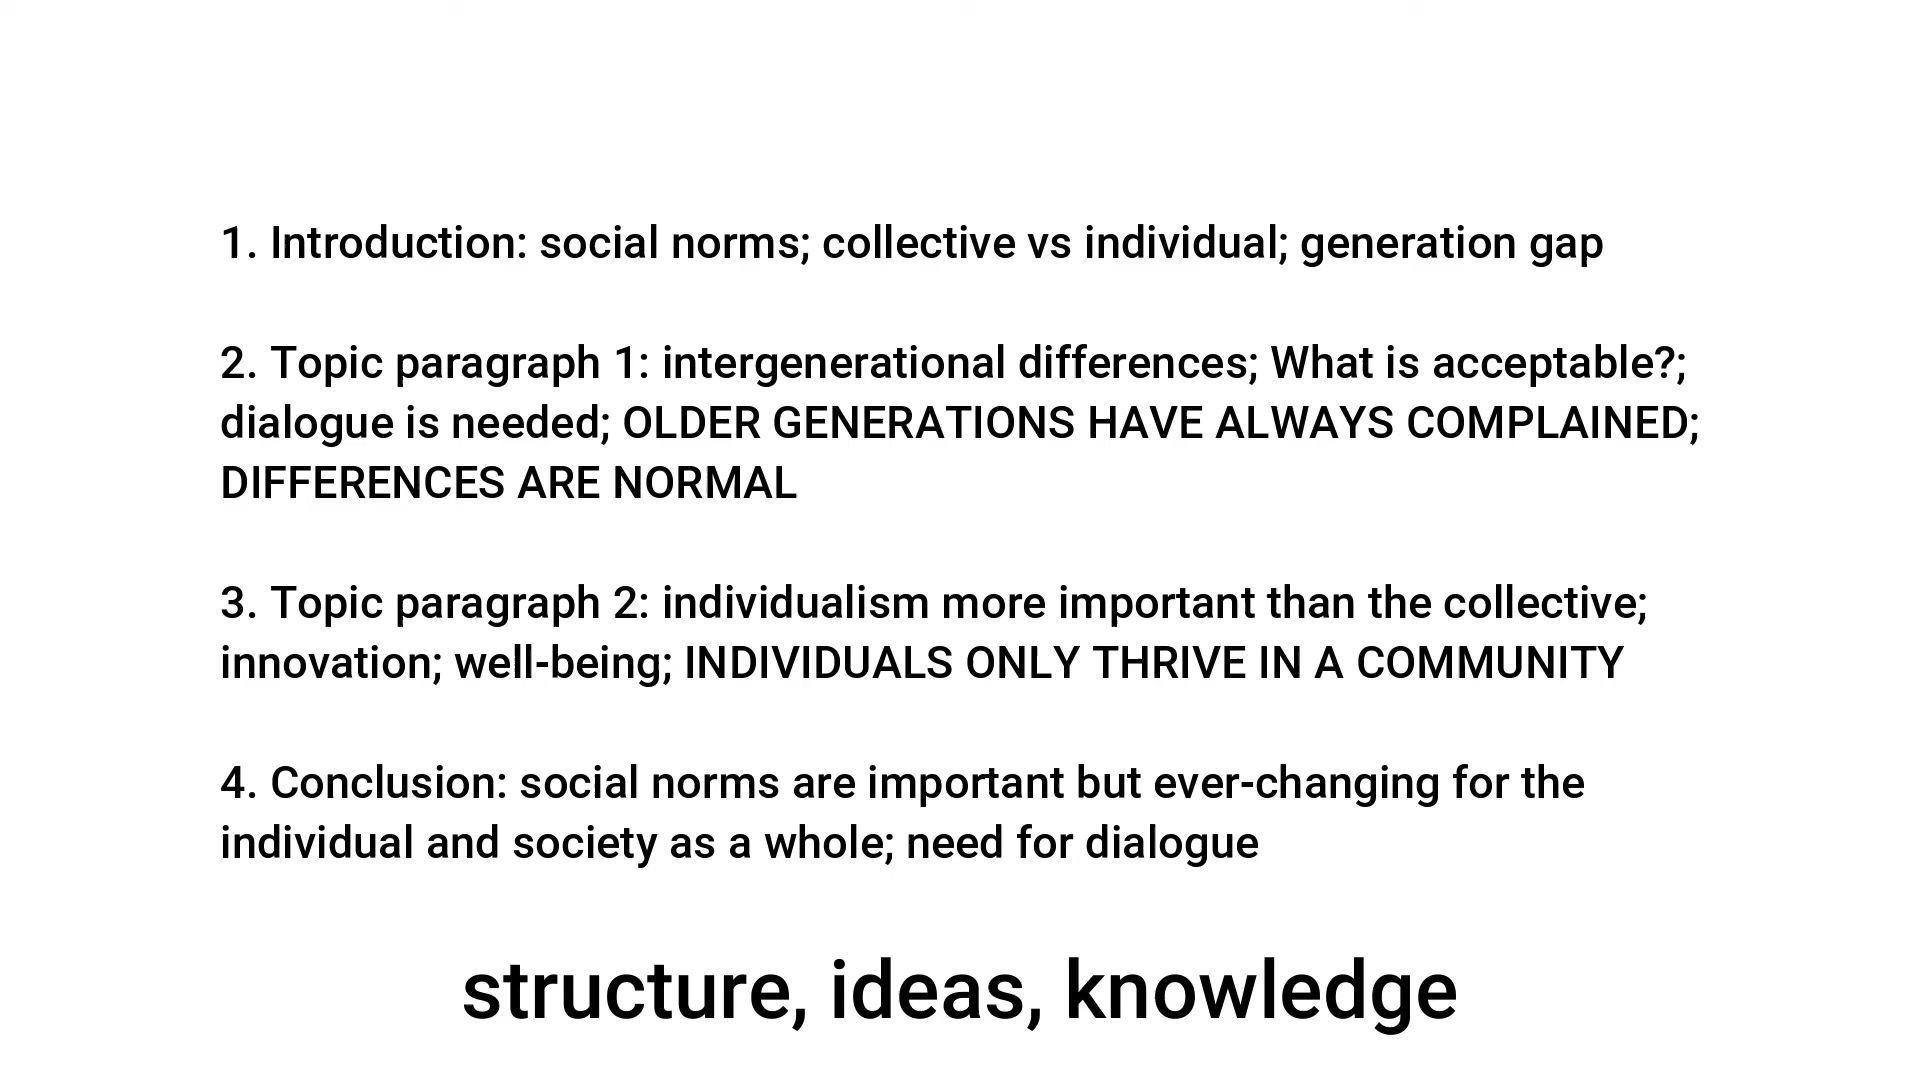 1. Introduction: social norms; collective vs individual; generation gap
2. Topic paragraph 1: intergenerational differences; What is acceptable?;
dialogue is needed; OLDER GENERATIONS HAVE ALWAYS COMPLAINED;
DIFFERENCES ARE NORMAL
3. Topic paragraph 2: individualism more important than the collective;
innovation; well-being; INDIVIDUALS ONLY THRIVE IN A COMMUNITY
4. Conclusion: social norms are important but ever-changing for the
individual and society as a whole; need for dialogue
structure, ideas, knowledge